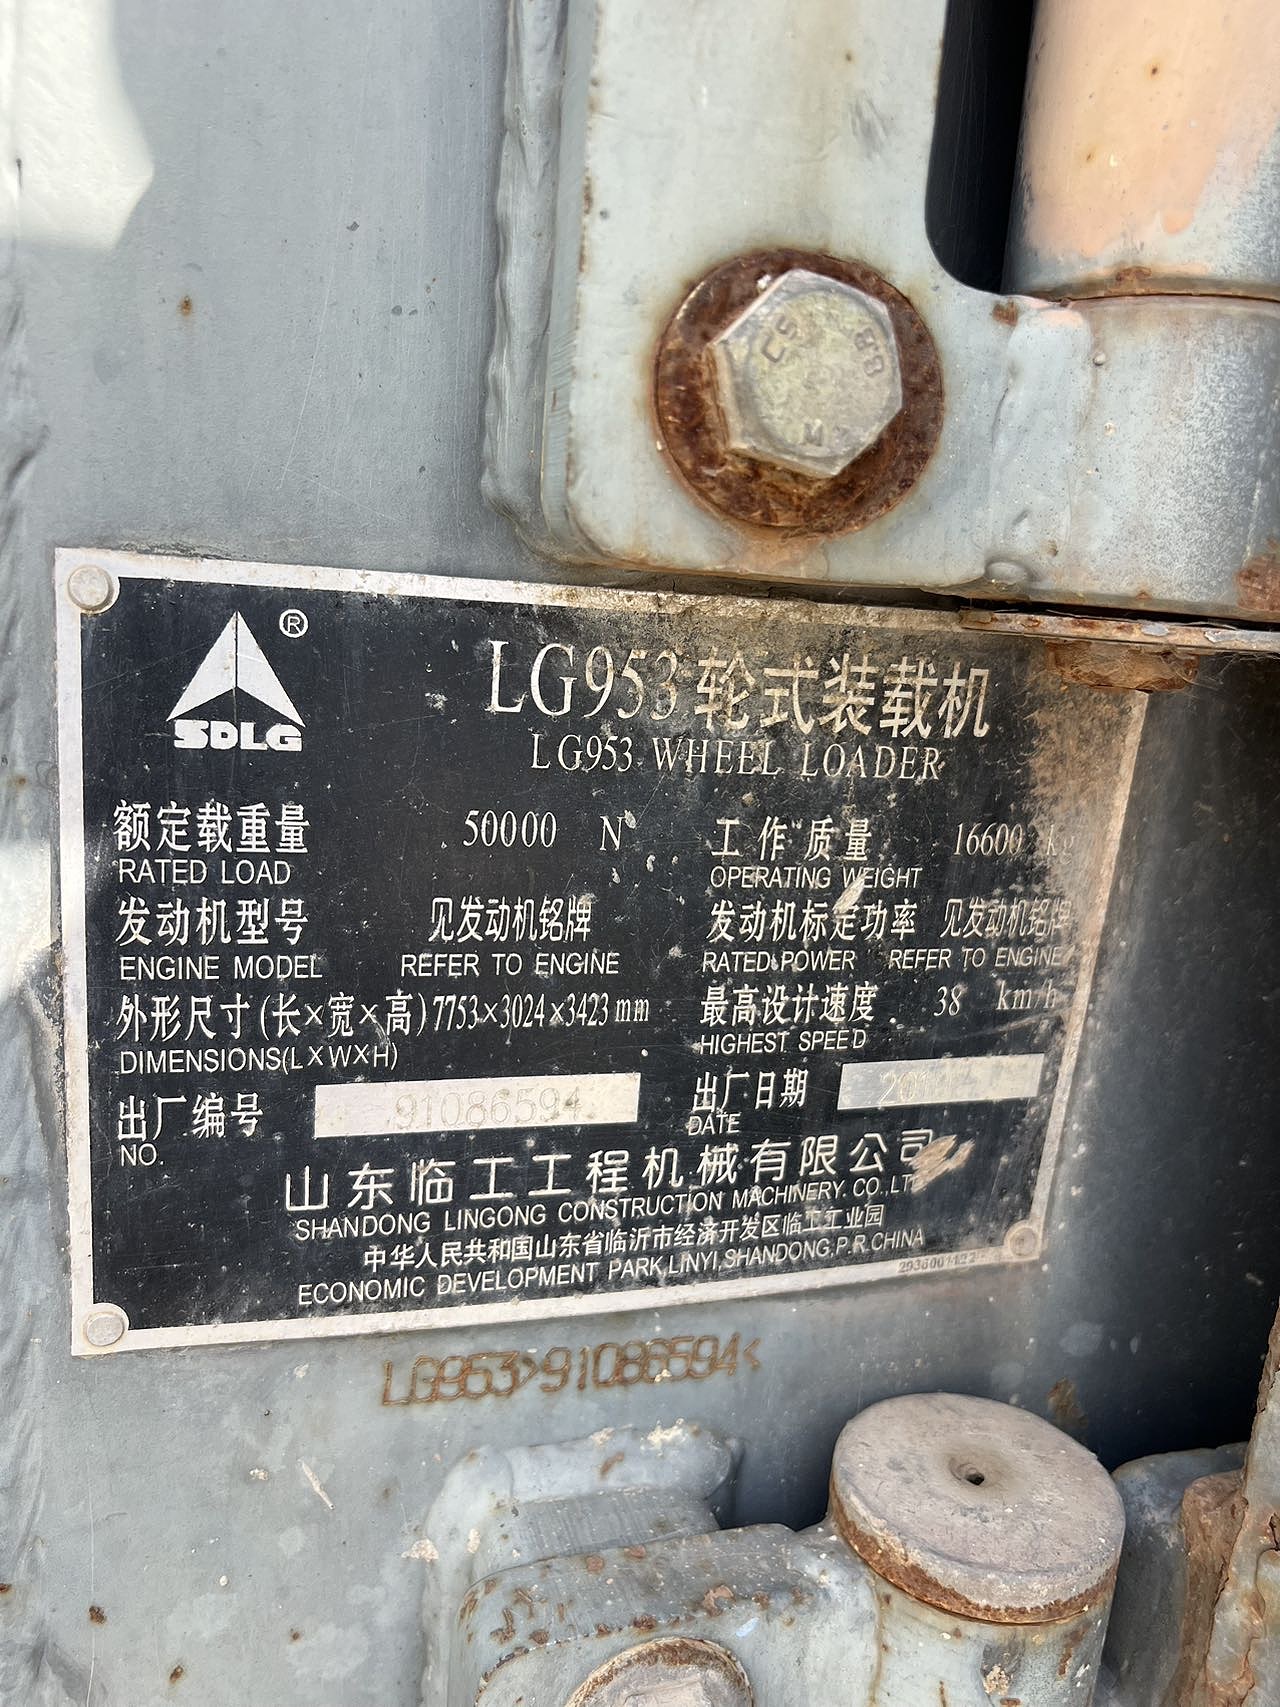 8.8
®
SDLG
LG953 轮式装载机
LG953 WHEEL LOADER
额定载重量 50000 N 工作质量 16600 kg
RATED LOAD OPERATING WEIGHT
发动机型号 见发动机铭牌 发动机标定功率 见发动机铭牌
ENGINE MODEL REFER TO ENGINE RATED POWER REFER TO ENGINE
外形尺寸(长×宽×高)7753×3024×3423 mm 最高设计速度 38 km/h
DIMENSIONS(L×W×H) HIGHEST SPEED
出厂编号 91086594 出厂日期
NO. DATE
山东临工工程机械有限公司
SHANDONG LINGONG CONSTRUCTION MACHINERY. CO.,LTD
中华人民共和国山东省临沂市经济开发区临工工业园
ECONOMIC DEVELOPMENT PARK,LINYI,SHANDONG,P.R.CHINA
LG953>91086594<